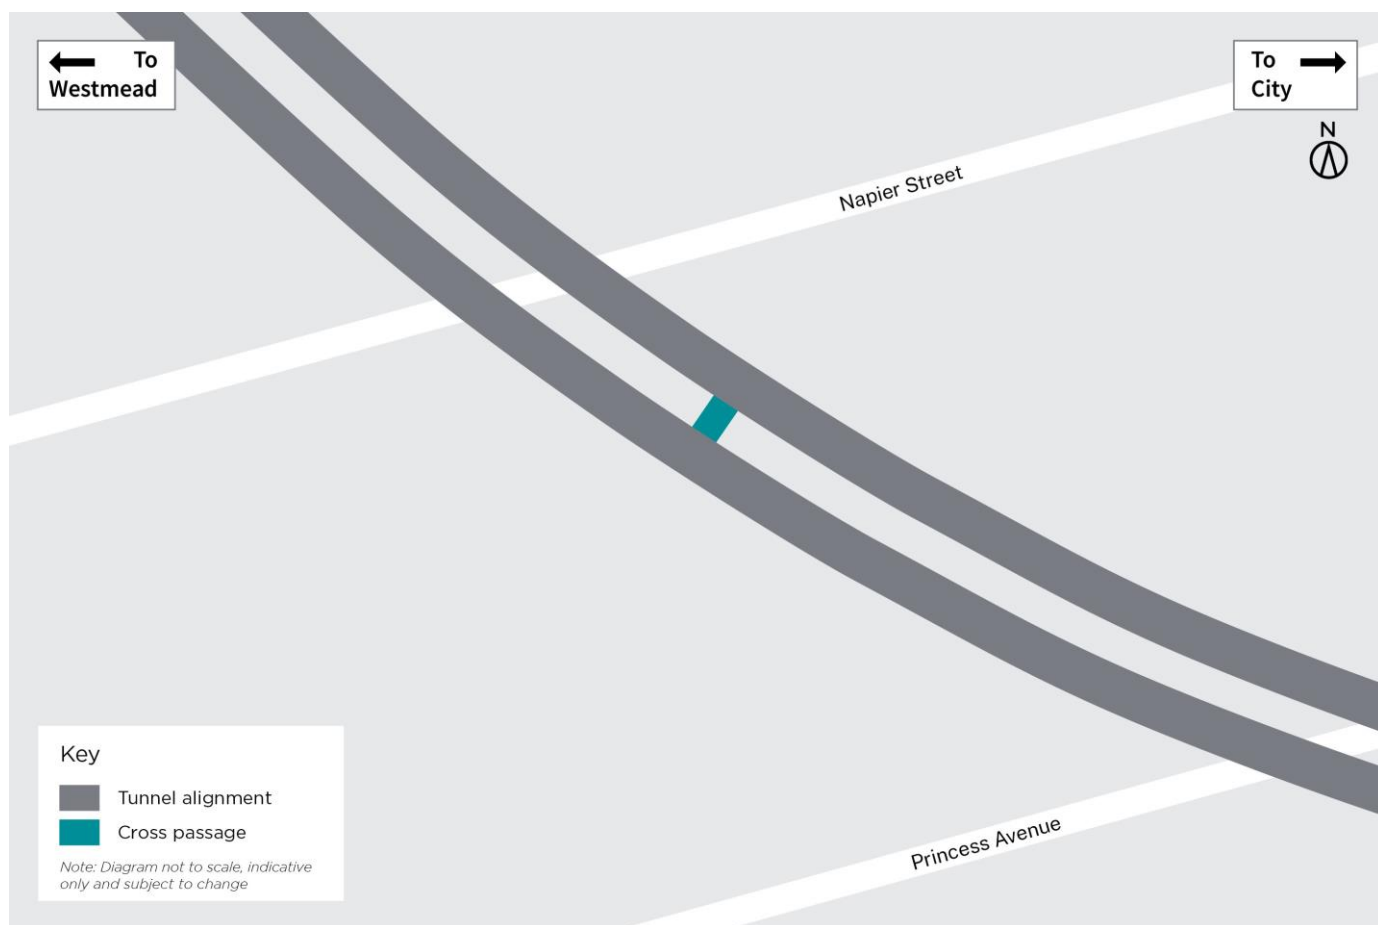 To
Westmead
To
City
N
Napier Street
Princess Avenue
Key
Tunnel alignment
Cross passage
Note: Diagram not to scale, indicative
only and subject to change